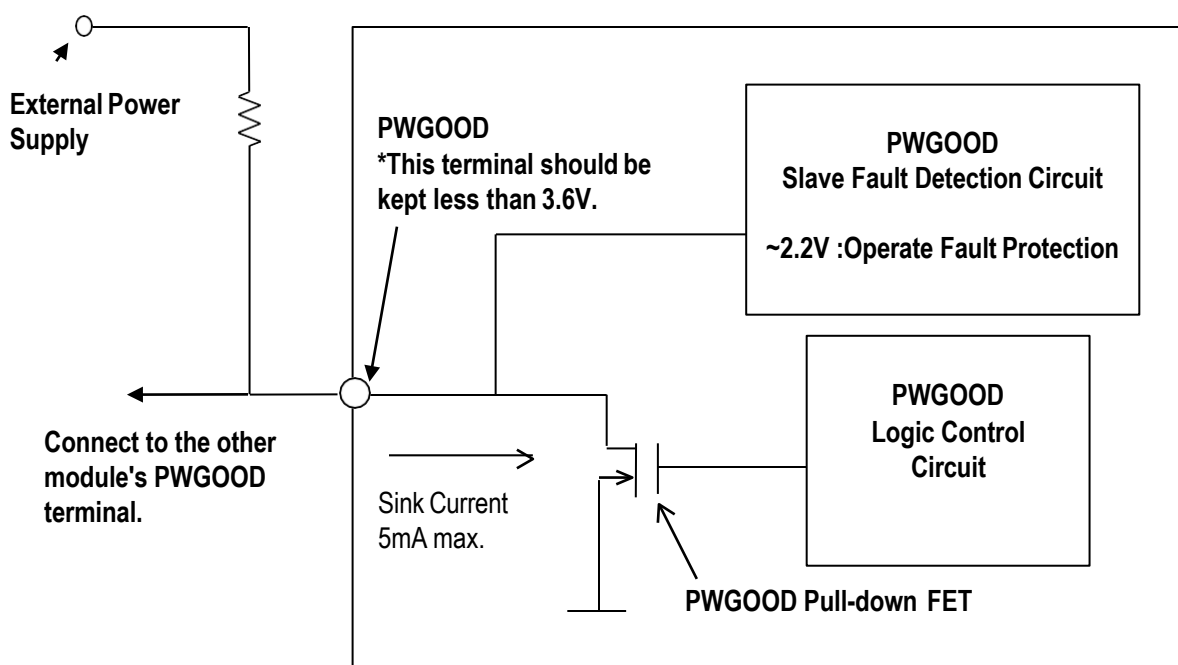 External Power
Supply
PWGOOD
*This terminal should be
kept less than 3.6V.
PWGOOD
Slave Fault Detection Circuit
~2.2V :Operate Fault Protection
PWGOOD
Logic Control
Circuit
Connect to the other
module's PWGOOD
terminal.
Sink Current
5mA max.
PWGOOD Pull-down FET